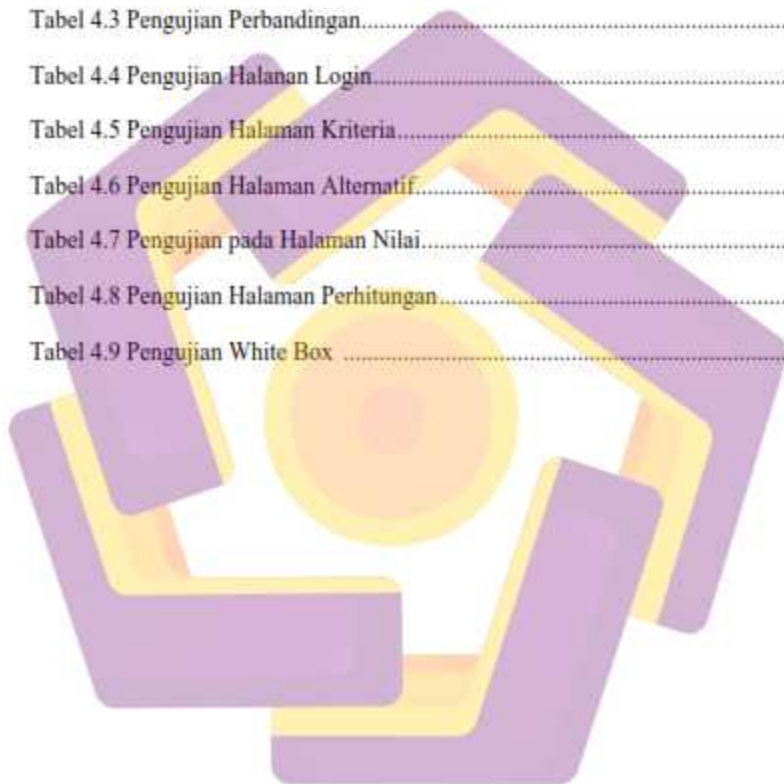 Tabel 4.3 Pengujian Perbandingan..........................................................................
Tabel 4.4 Pengujian Halanan Login........................................................................
Tabel 4.5 Pengujian Halaman Kriteria....................................................................
Tabel 4.6 Pengujian Halaman Alternatif.................................................................
Tabel 4.7 Pengujian pada Halaman Nilai................................................................
Tabel 4.8 Pengujian Halaman Perhitungan.............................................................
Tabel 4.9 Pengujian White Box ..............................................................................